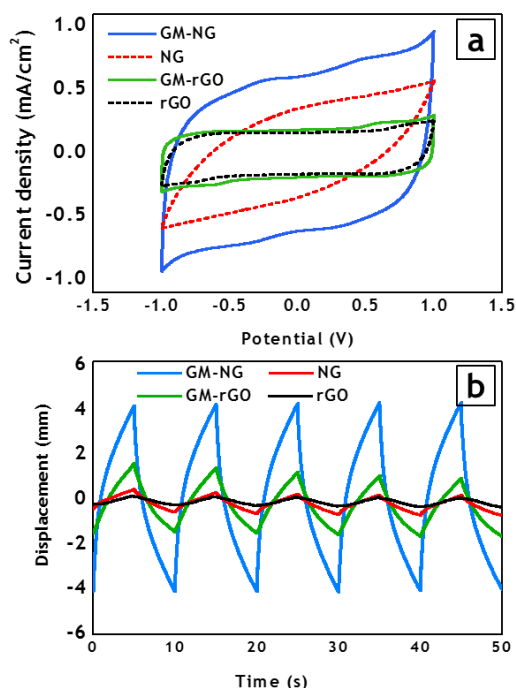 GM-NG
NG
GM-rGO
rGO
a
1.0
0.5
0.0
-0.5
-1.0
Current density (mA/cm²)
-1.5 -1.0 -0.5 0.0 0.5 1.0 1.5
Potential (V)
GM-NG NG
GM-rGO rGO
b
6
4
2
0
-2
-4
-6
Displacement (mm)
0 10 20 30 40 50
Time (s)